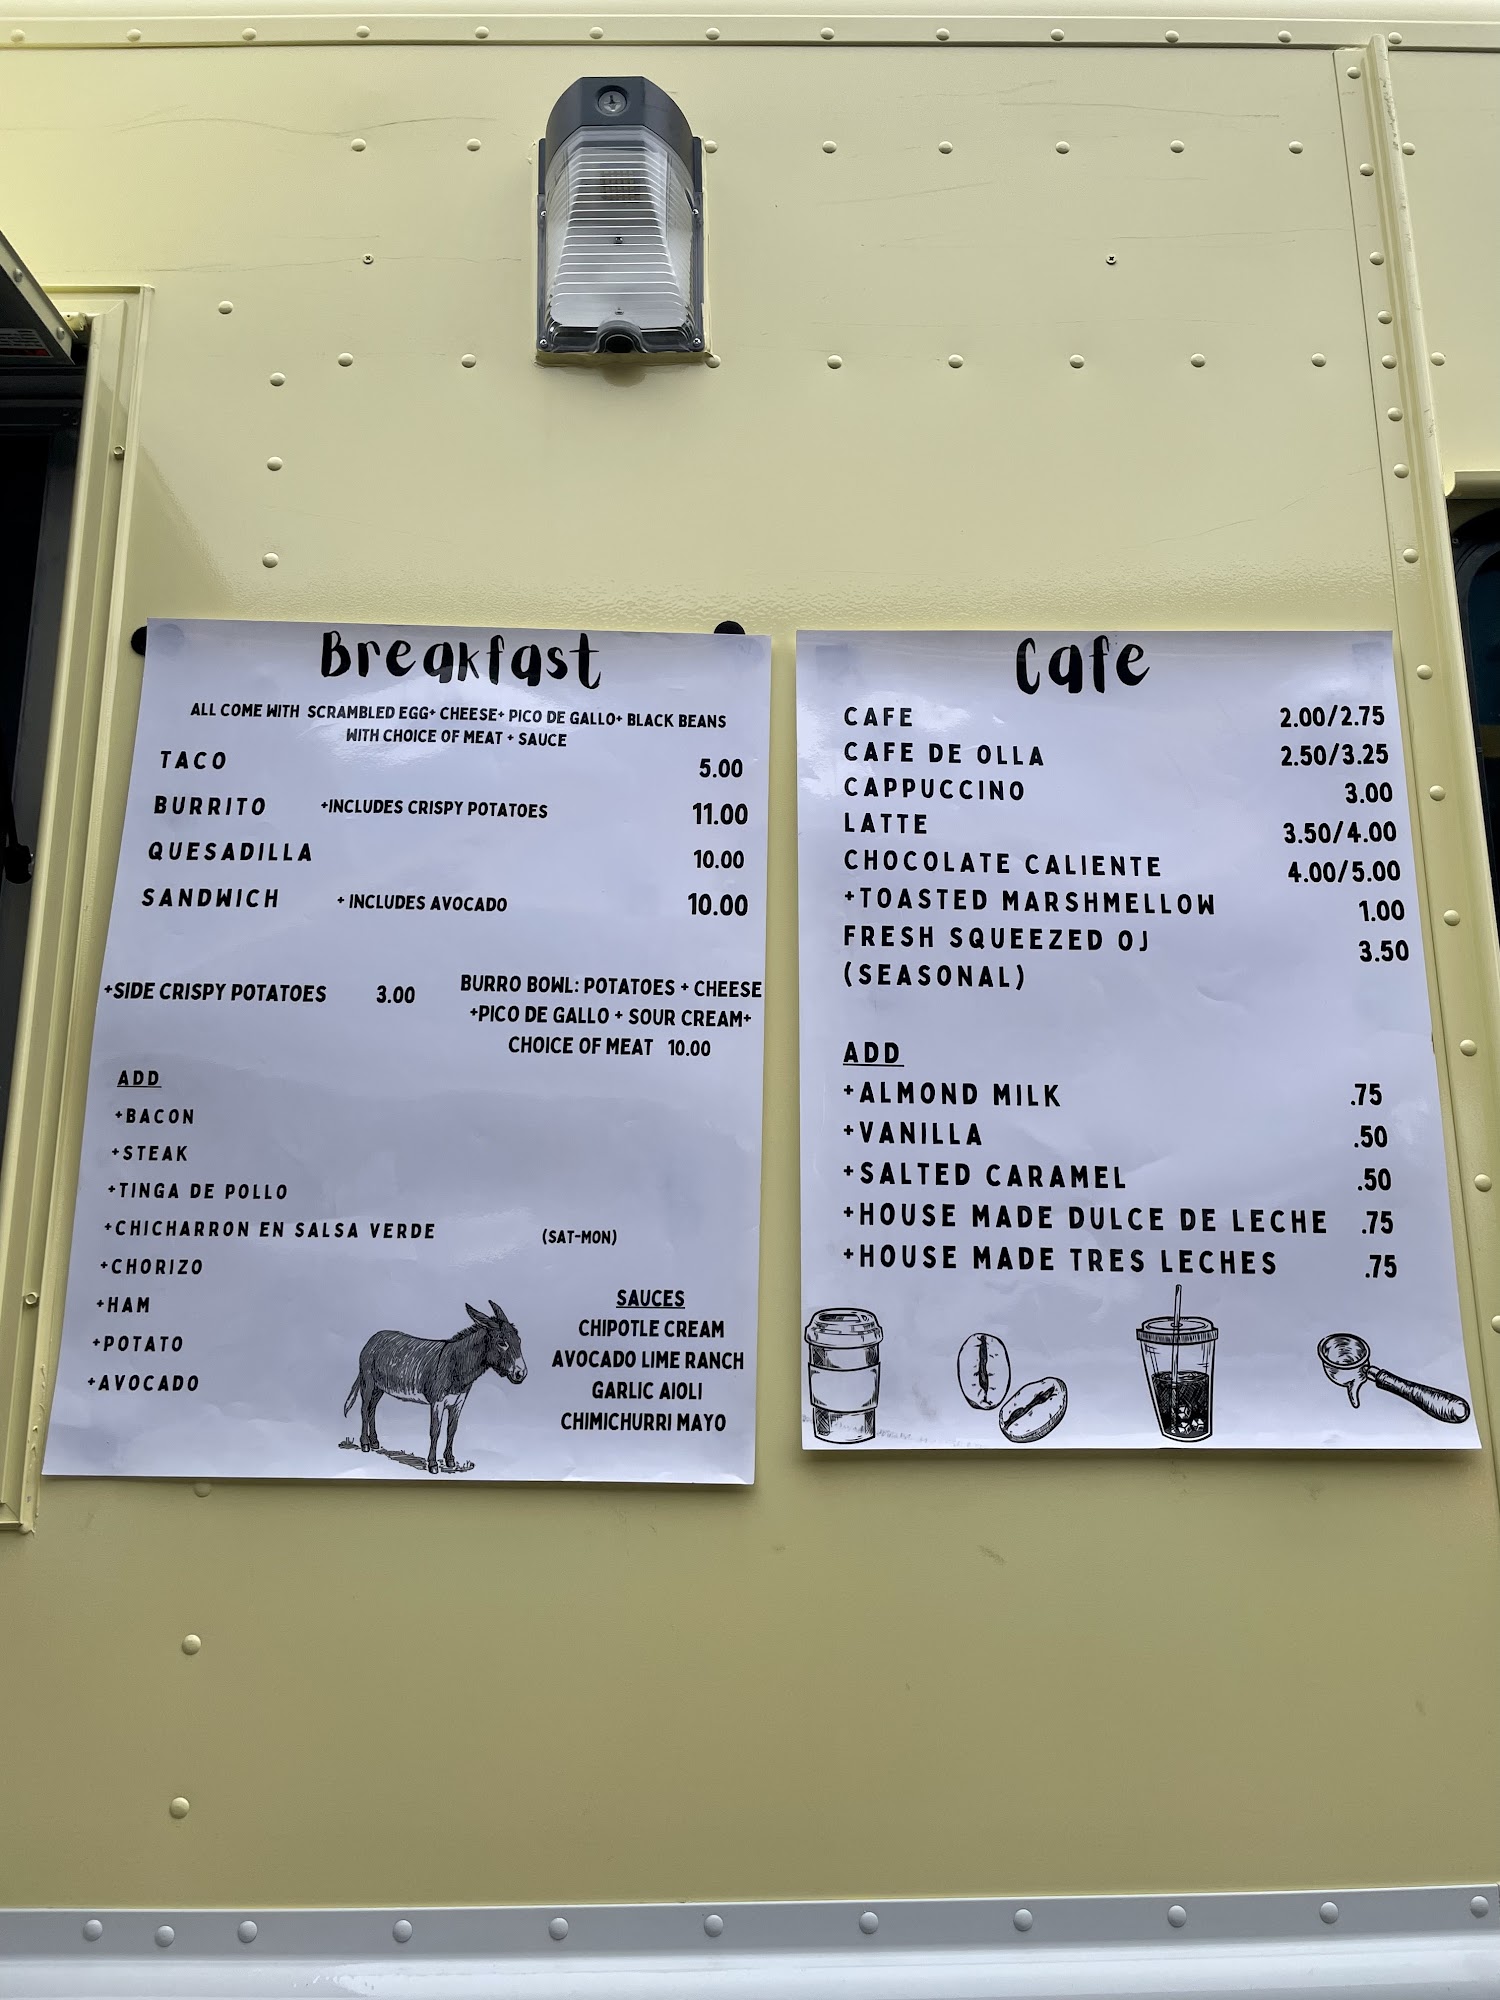 Breakfast
ALL COME WITH SCRAMBLED EGG+ CHEESE+ PICO DE GALLO+ BLACK BEANS
WITH CHOICE OF MEAT + SAUCE
TACO 5.00
BURRITO +INCLUDES CRISPY POTATOES 11.00
QUESADILLA 10.00
SANDWICH + INCLUDES AVOCADO 10.00
+SIDE CRISPY POTATOES 3.00
BURRO BOWL: POTATOES + CHEESE
+PICO DE GALLO + SOUR CREAM+
CHOICE OF MEAT 10.00
ADD
+BACON
+STEAK
+TINGA DE POLLO
+CHICHARRON EN SALSA VERDE (SAT-MON)
+CHORIZO
+HAM
+POTATO
+AVOCADO
SAUCES
CHIPOTLE CREAM
AVOCADO LIME RANCH
GARLIC AIOLI
CHIMICHURRI MAYO
Cafe
CAFE 2.00/2.75
CAFE DE OLLA 2.50/3.25
CAPPUCCINO 3.00
LATTE 3.50/4.00
CHOCOLATE CALIENTE 4.00/5.00
+TOASTED MARSHMELLOW 1.00
FRESH SQUEEZED OJ 3.50
(SEASONAL)
ADD
+ALMOND MILK .75
+VANILLA .50
+SALTED CARAMEL .50
+HOUSE MADE DULCE DE LECHE .75
+HOUSE MADE TRES LECHES .75